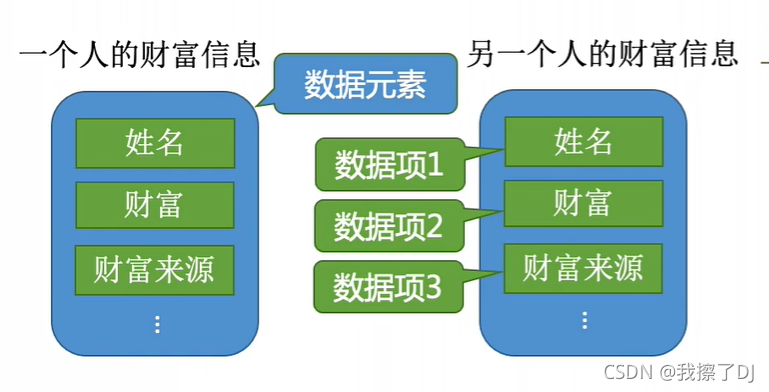 一个人的财富信息
另一个人的财富信息
数据元素
姓名
财富
财富来源
数据项1
数据项2
数据项3
姓名
财富
财富来源
CSDN @我擦了DJ